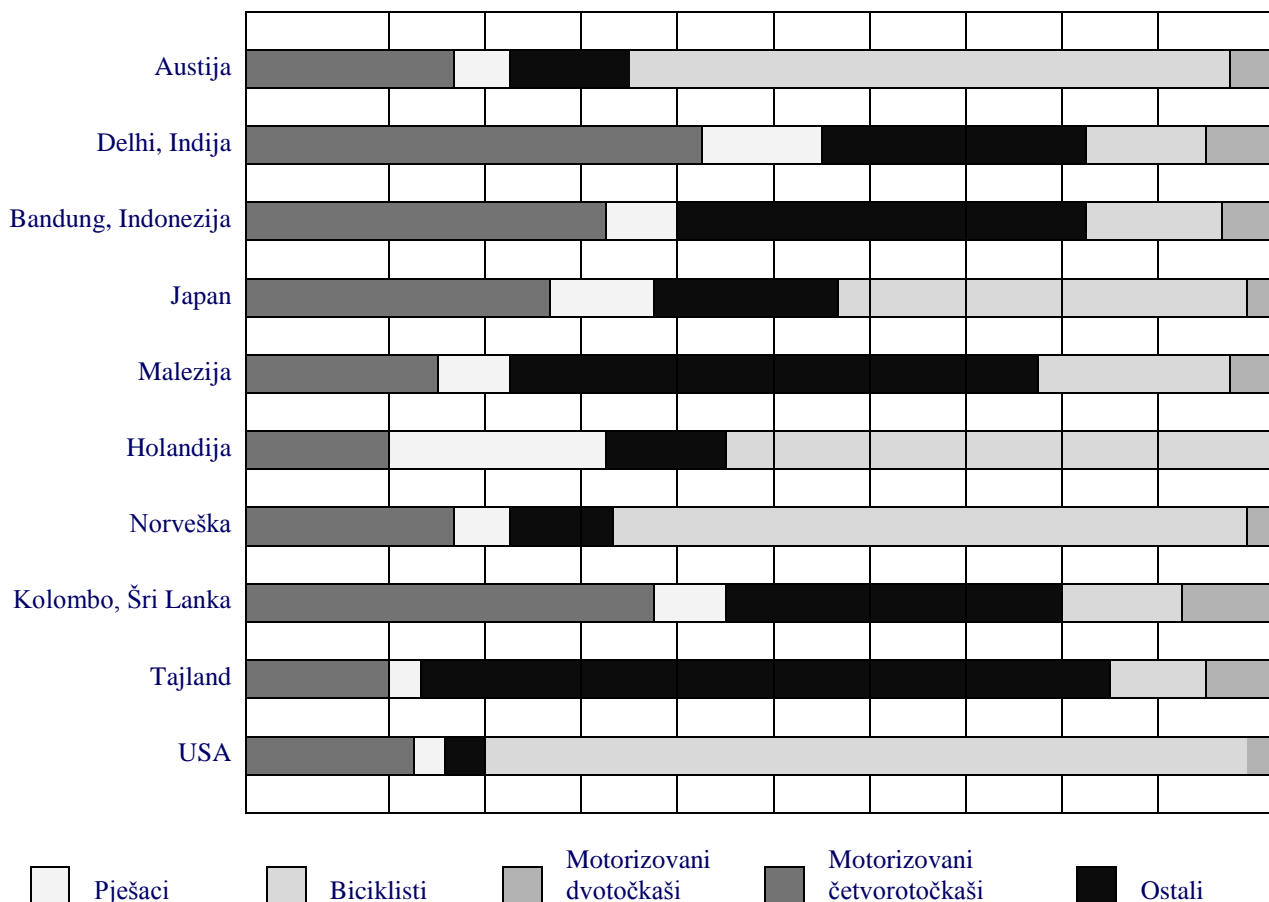 Austija
Delhi, Indija
Bandung, Indonezija
Japan
Malezija
Holandija
Norveška
Kolombo, Šri Lanka
Tajland
USA
Pješaci
Biciklisti
Motorizovani
dvotočkaši
Motorizovani
četvorotočkaši
Ostali